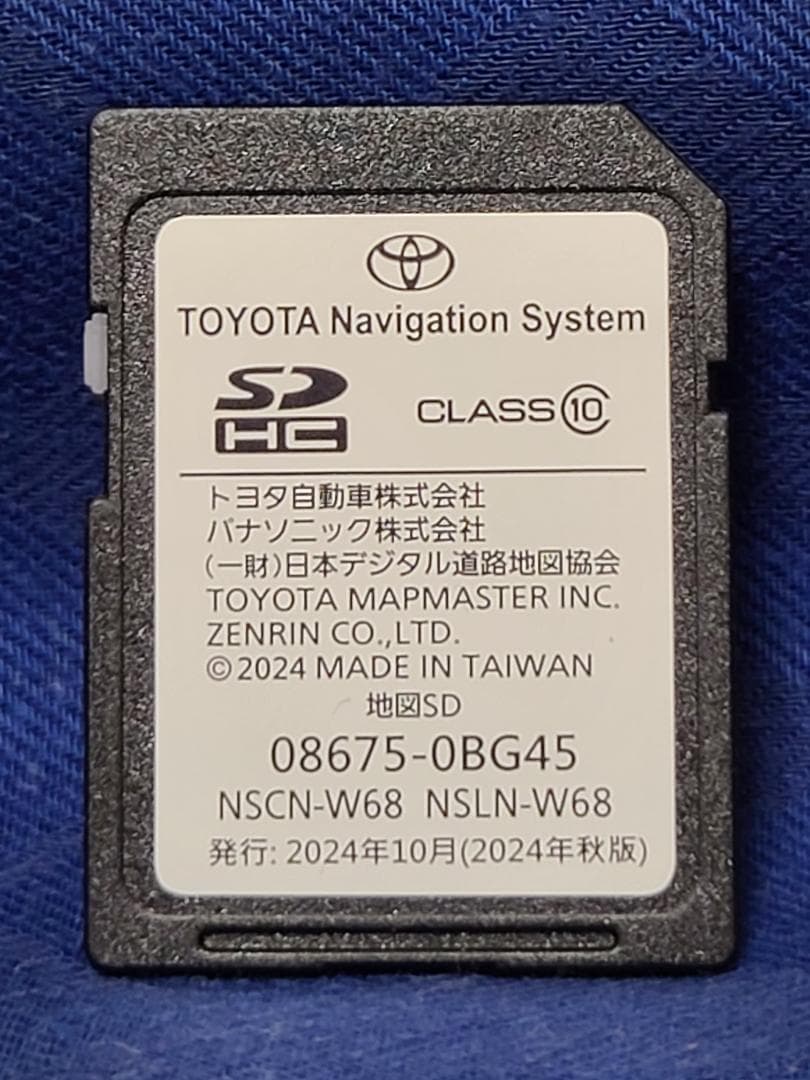 TOYOTA Navigation System
SD HC CLASS 10
トヨタ自動車株式会社
パナソニック株式会社
(一財)日本デジタル道路地図協会
TOYOTA MAPMASTER INC.
ZENRIN CO.,LTD.
©2024 MADE IN TAIWAN
地図SD
08675-0BG45
NSCN-W68 NSLN-W68
発行: 2024年10月(2024年秋版)